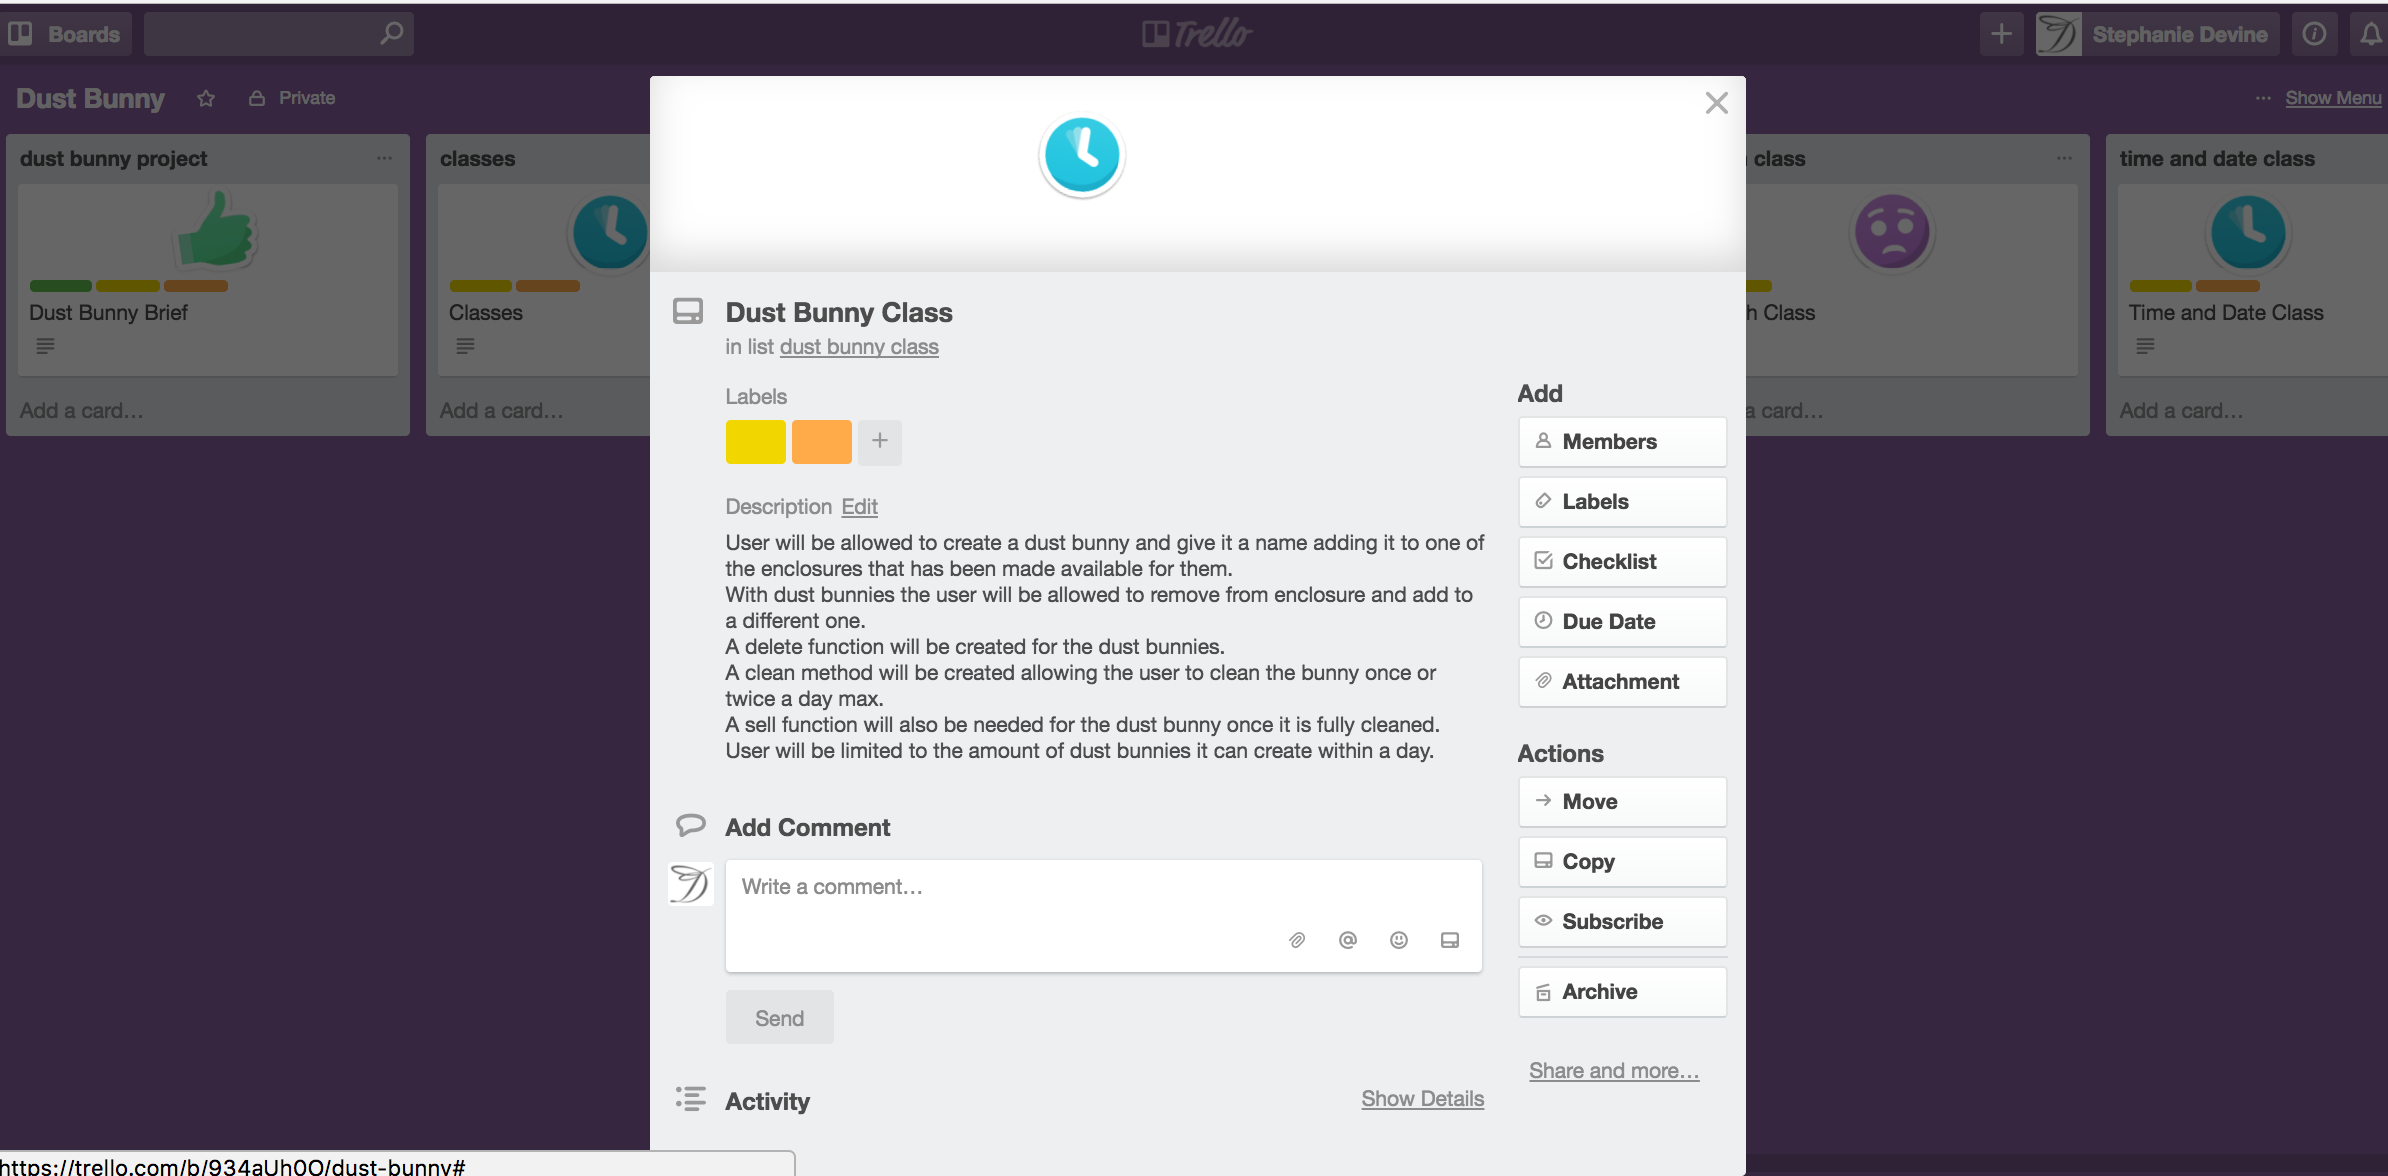 Boards
Trello
Stephanie Devine
Dust Bunny
Private
Show Menu
dust bunny project
Dust Bunny Brief
Add a card…
classes
Classes
Add a card…
Dust Bunny Class
in list dust bunny class
Labels
Description Edit
User will be allowed to create a dust bunny and give it a name adding it to one of
the enclosures that has been made available for them.
With dust bunnies the user will be allowed to remove from enclosure and add to
a different one.
A delete function will be created for the dust bunnies.
A clean method will be created allowing the user to clean the bunny once or
twice a day max.
A sell function will also be needed for the dust bunny once it is fully cleaned.
User will be limited to the amount of dust bunnies it can create within a day.
Add Comment
Write a comment…
Send
Activity
Show Details
Add
Members
Labels
Checklist
Due Date
Attachment
Actions
Move
Copy
Subscribe
Archive
Share and more…
class
h Class
a card…
time and date class
Time and Date Class
Add a card…
https://trello.com/b/934aUh0O/dust-bunny#